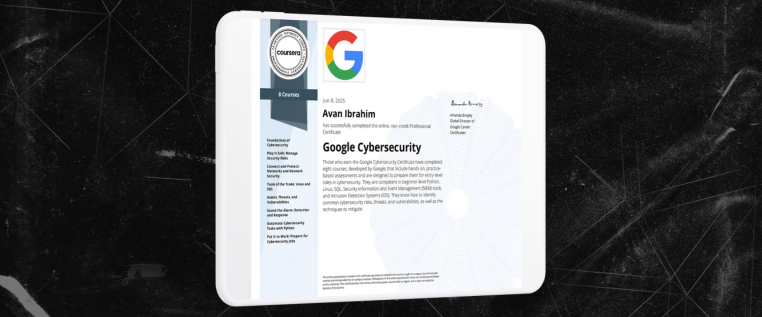 coursera
8 Courses
Foundations of
Cybersecurity
Play It Safe: Manage
Security Risks
Connect and Protect:
Networks and Network
Security
Tools of the Trade: Linux and
SQL
Assets, Threats, and
Vulnerabilities
Sound the Alarm: Detection
and Response
Automate Cybersecurity
Tasks with Python
Put It to Work: Prepare for
Cybersecurity Jobs
G
Jun 8, 2025
Avan Ibrahim
has successfully completed the online, non-credit Professional
Certificate
Google Cybersecurity
Those who earn the Google Cybersecurity Certificate have completed
eight courses, developed by Google, that include hands-on, practice-
based assessments and are designed to prepare them for entry-level
roles in cybersecurity. They are competent in beginner-level Python,
Linux, SQL, Security Information and Event Management (SIEM) tools,
and Intrusion Detection Systems (IDS). They know how to identify
common cybersecurity risks, threats, and vulnerabilities, as well as the
techniques to mitigate.
Amanda Brophy
Global Director of
Google Career
Certificates